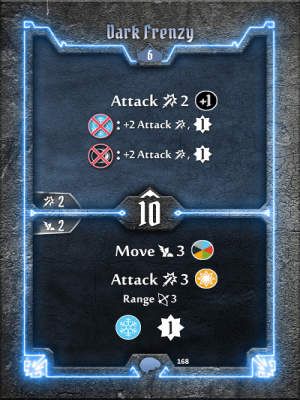 Dark Frenzy
6
Attack 2 +1
: +2 Attack , 1
: +2 Attack , 1
2
10
2
Move 3
Attack 3
Range 3
1
168